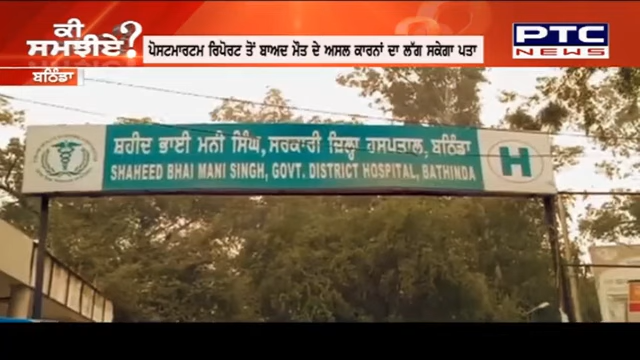 ਕੀ
ਸਮਝੀਏ?
ਪੋਸਟਮਾਰਟਮ ਰਿਪੋਰਟ ਤੋਂ ਬਾਅਦ ਮੌਤ ਦੇ ਅਸਲ ਕਾਰਨਾਂ ਦਾ ਲੱਗ ਸਕੇਗਾ ਪਤਾ
PTC
NEWS
ਬਠਿੰਡਾ
ਸ਼ਹੀਦ ਭਾਈ ਮਨੀ ਸਿੰਘ, ਸਰਕਾਰੀ ਜ਼ਿਲ੍ਹਾ ਹਸਪਤਾਲ, ਬਠਿੰਡਾ
SHAHEED BHAI MANI SINGH, GOVT. DISTRICT HOSPITAL, BATHINDA
H
ਕੀ
ਸਮਝੀਏ?